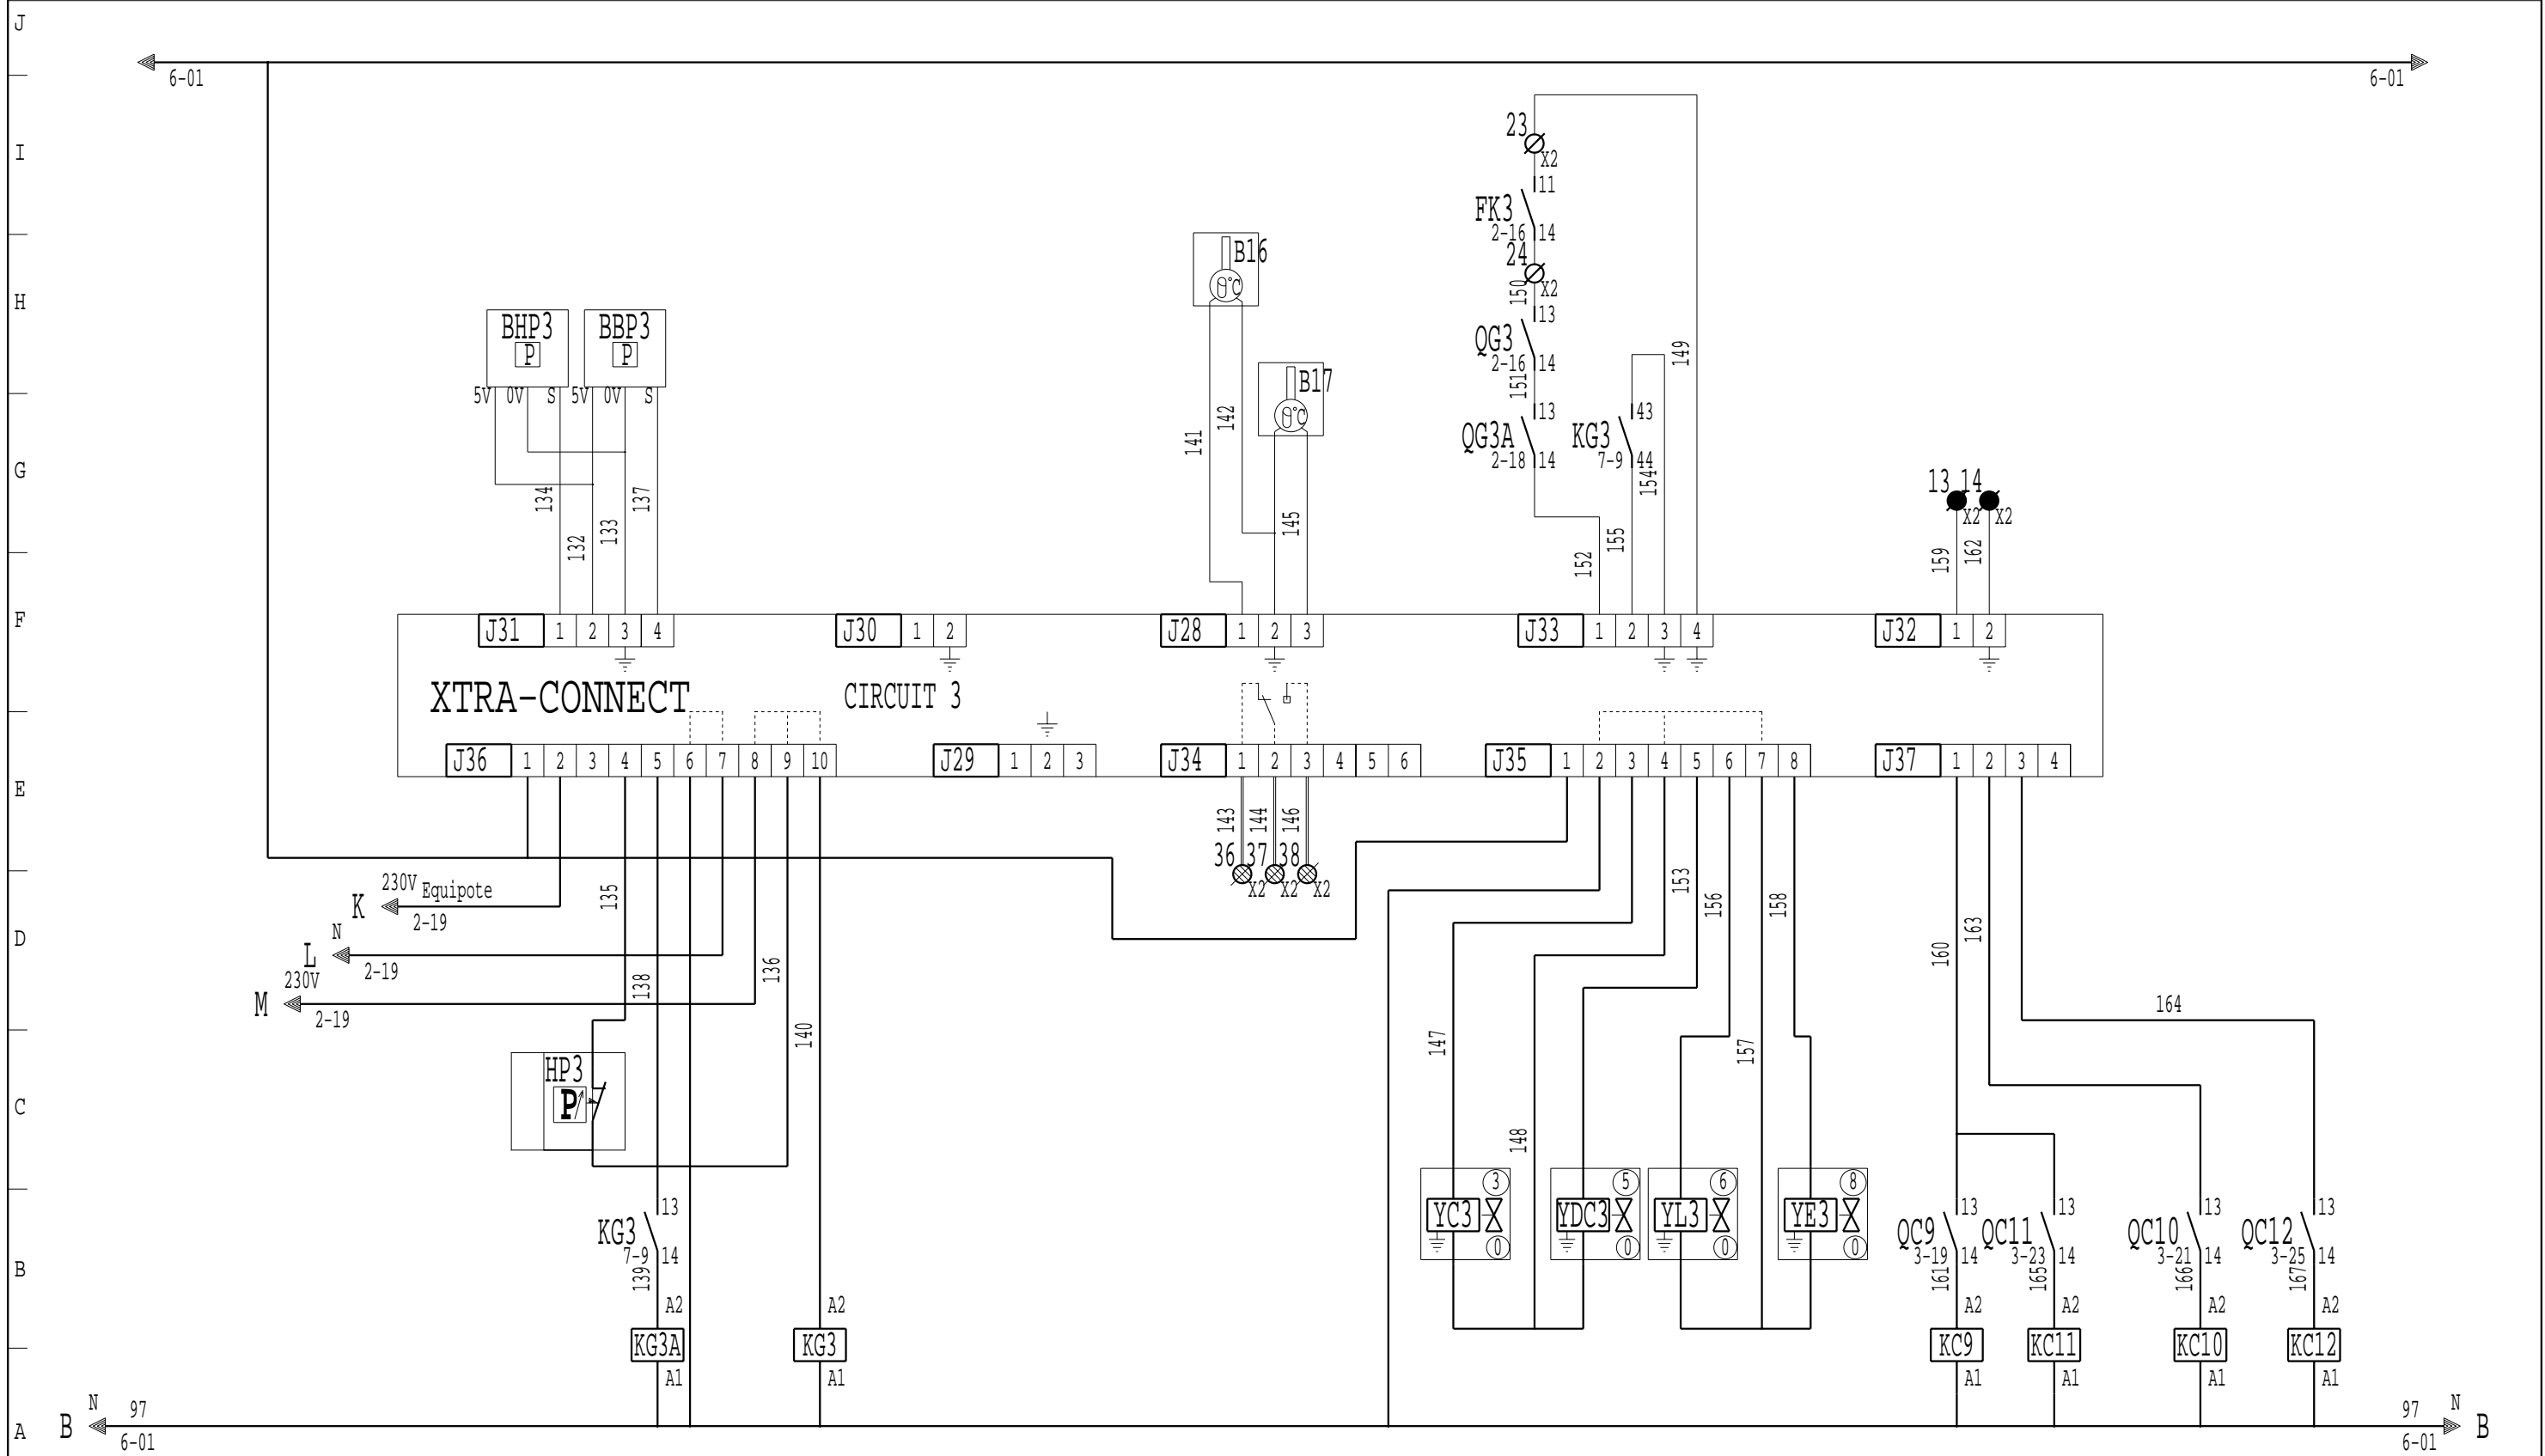 J
6-01
6-01
I
23
X2
11
FK3
2-16
14
24
X2
B16
θ°C
H
150
13
BHP3
BBP3
P
P
QG3
2-16
14
149
B17
θ°C
151
5V
0V
S
5V
0V
S
13
43
141
142
QG3A
KG3
2-18
14
7-9
44
G
154
13
14
X2
X2
134
137
132
133
145
152
155
159
162
F
J31
1
2
3
4
J30
1
2
J28
1
2
3
J33
1
2
3
4
J32
1
2
XTRA-CONNECT
CIRCUIT 3
J36
1
2
3
4
5
6
7
8
9
10
J29
1
2
3
J34
1
2
3
4
5
6
J35
1
2
3
4
5
6
7
8
J37
1
2
3
4
E
143
144
146
36
37
38
X2
X2
X2
K
230V
Equipote
2-19
135
153
156
158
D
L
N
2-19
160
163
M
230V
2-19
138
136
164
140
147
157
HP3
P
C
148
3
5
6
8
YC3
YDC3
YL3
YE3
0
0
0
0
13
KG3
7-9
14
139
B
13
QC9
3-19
14
161
13
QC11
3-23
14
165
13
QC10
3-21
14
166
13
QC12
3-25
14
167
A2
A2
A2
A2
A2
A2
KG3A
KG3
KC9
KC11
KC10
KC12
A1
A1
A1
A1
A1
A1
A
B
N
97
6-01
97
N
6-01
B